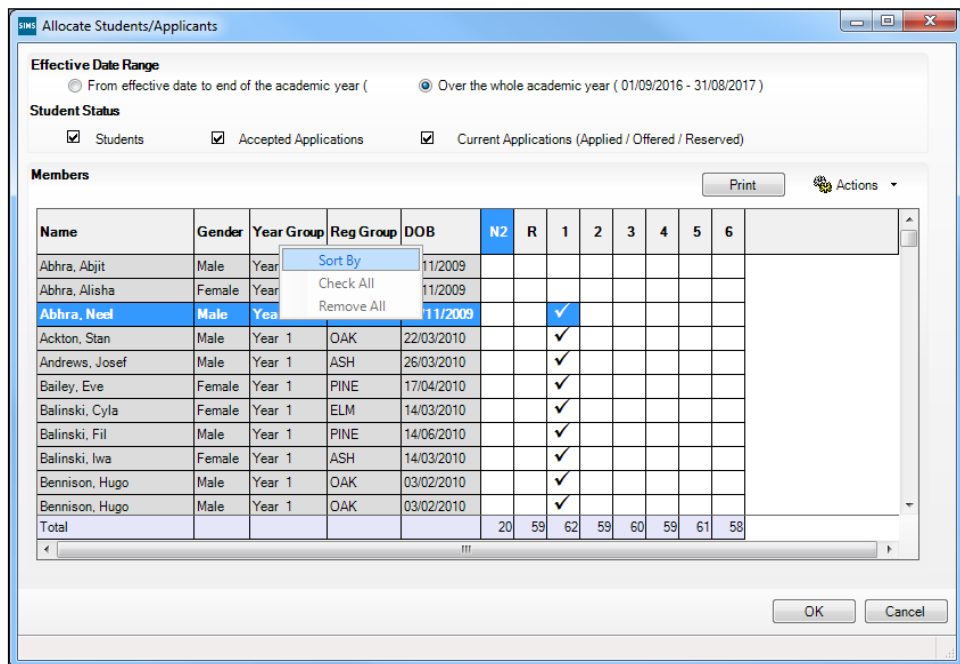 SIMS Allocate Students/Applicants
Effective Date Range
From effective date to end of the academic year ( Over the whole academic year ( 01/09/2016 - 31/08/2017 )
Student Status
Students Accepted Applications Current Applications (Applied / Offered / Reserved)
Members
Print Actions
Name Gender Year Group Reg Group DOB N2 R 1 2 3 4 5 6
Abhra, Abjit Male Year 11/2009
Sort By
Abhra, Alisha Female Year 11/2009
Check All
Abhra, Neel Male Yea 11/2009
Remove All
Ackton, Stan Male Year 1 OAK 22/03/2010
Andrews, Josef Male Year 1 ASH 26/03/2010
Bailey, Eve Female Year 1 PINE 17/04/2010
Balinski, Cyla Female Year 1 ELM 14/03/2010
Balinski, Fil Male Year 1 PINE 14/06/2010
Balinski, Iwa Female Year 1 ASH 14/03/2010
Bennison, Hugo Male Year 1 OAK 03/02/2010
Bennison, Hugo Male Year 1 OAK 03/02/2010
Total 20 59 62 59 60 59 61 58
OK Cancel